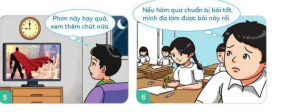 Phim này hay quá,
xem thêm chút nữa.
5
Nếu hôm qua chuẩn bị bài tốt,
mình đã làm được bài này rồi.
6